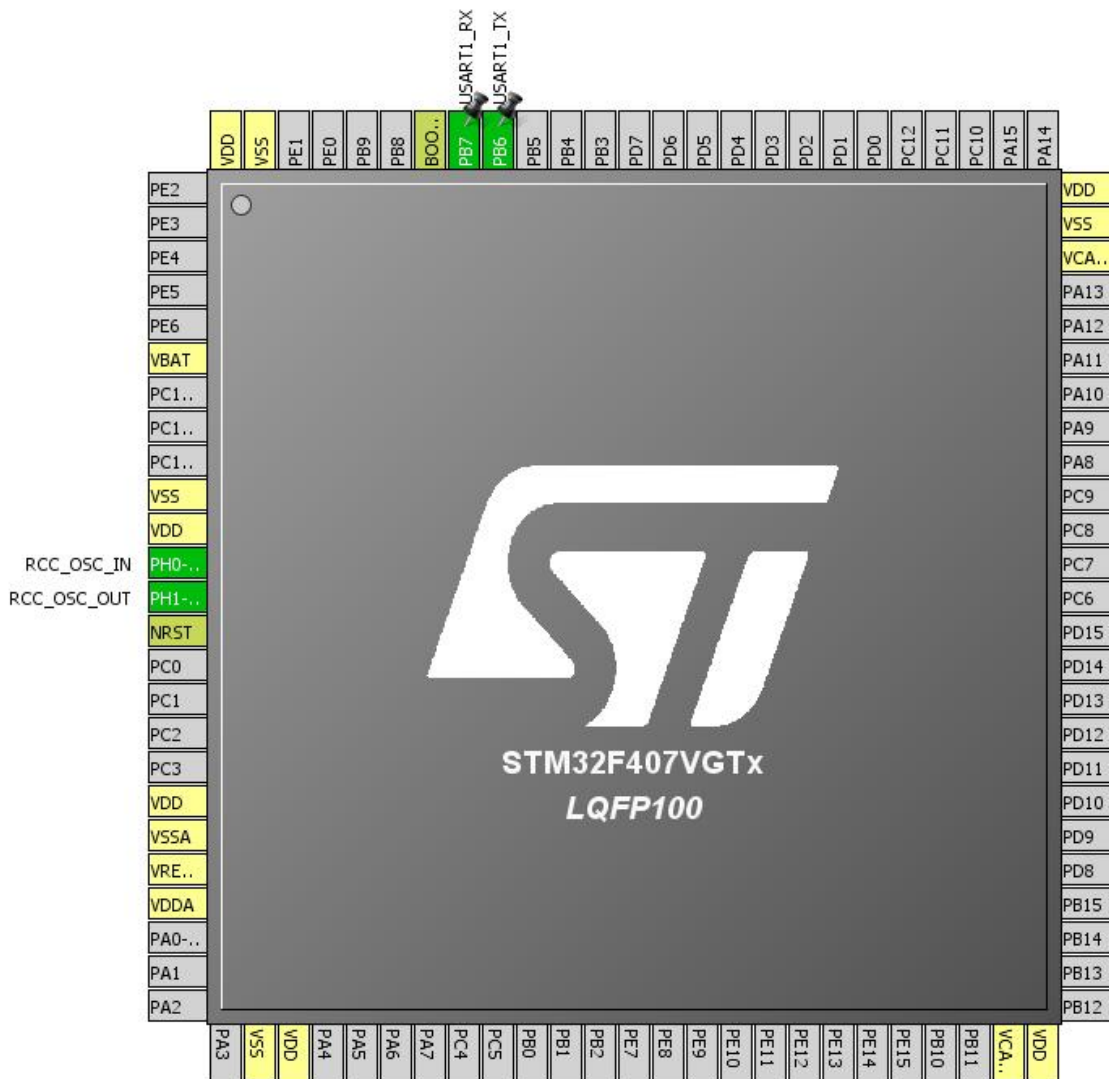 USART1_RX
USART1_TX
VDD
VSS
PE1
PE0
PB9
PB8
BOO..
PB7
PB6
PB5
PB4
PB3
PD7
PD6
PD5
PD4
PD3
PD2
PD1
PD0
PC12
PC11
PC10
PA15
PA14
PE2
PE3
PE4
PE5
PE6
VBAT
PC1..
PC1..
PC1..
VSS
VDD
RCC_OSC_IN PH0-..
RCC_OSC_OUT PH1-..
NRST
PC0
PC1
PC2
PC3
VDD
VSSA
VRE..
VDDA
PA0-..
PA1
PA2
STM32F407VGTx
LQFP100
VDD
VSS
VCA..
PA13
PA12
PA11
PA10
PA9
PA8
PC9
PC8
PC7
PC6
PD15
PD14
PD13
PD12
PD11
PD10
PD9
PD8
PB15
PB14
PB13
PB12
PA3
VSS
VDD
PA4
PA5
PA6
PA7
PC4
PC5
PB0
PB1
PB2
PE7
PE8
PE9
PE10
PE11
PE12
PE13
PE14
PE15
PB10
PB11
VCA..
VDD